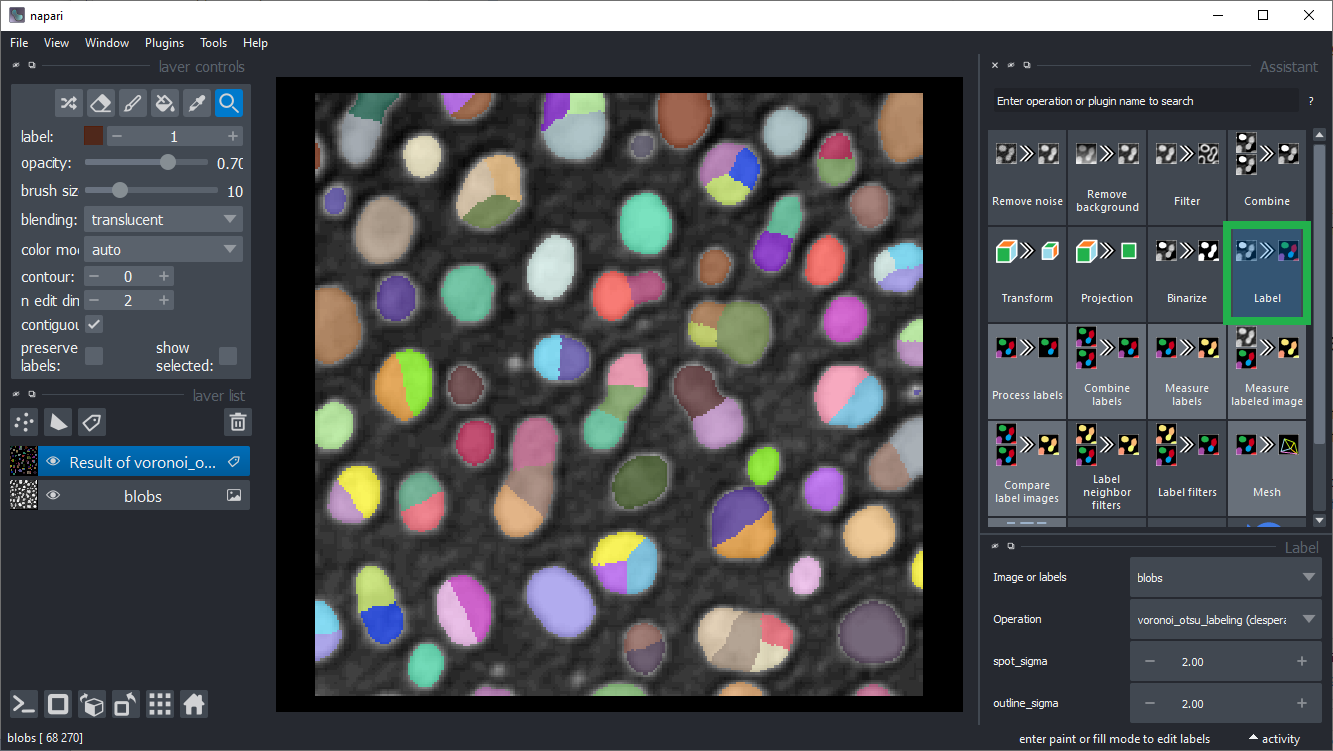 napari
File View Window Plugins Tools Help
layer controls
label: 1
opacity: 0.70
brush siz 10
blending: translucent
color mo auto
contour: 0
n edit dim 2
contiguou
preserve
labels:
show
selected:
layer list
Result of voronoi_o...
blobs
blobs [ 68 270]
Assistant
Enter operation or plugin name to search ?
Remove noise
Remove
background
Filter
Combine
Transform
Projection
Binarize
Label
Process labels
Combine
labels
Measure
labels
Measure
labeled image
Compare
label images
Label
neighbor
filters
Label filters
Mesh
Label
Image or labels blobs
Operation voronoi_otsu_labeling (clespera
spot_sigma 2.00
outline_sigma 2.00
enter paint or fill mode to edit labels activity